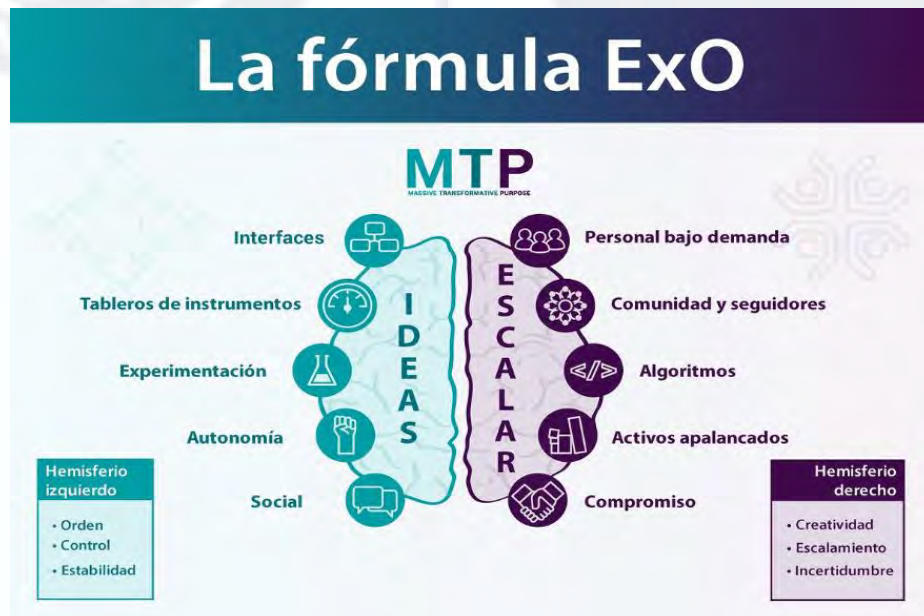 La fórmula ExO
MTP
MASSIVE TRANSFORMATIVE PURPOSE
Interfaces
Tableros de instrumentos
Experimentación
Autonomía
Social
IDEAS
ESCALAR
Personal bajo demanda
Comunidad y seguidores
</>
Algoritmos
Activos apalancados
Compromiso
Hemisferio
izquierdo
• Orden
• Control
• Estabilidad
Hemisferio
derecho
• Creatividad
• Escalamiento
• Incertidumbre